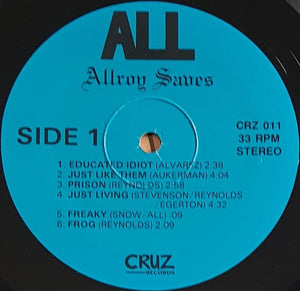 ALL
Allroy Saves
SIDE 1
CRZ 011
33 RPM
STEREO
1. EDUCATED IDIOT (ALVAREZ) 2:38
2. JUST LIKE THEM (AUKERMAN) 4:04
3. PRISON (REYNOLDS) 2:58
4. JUST LIVING (STEVENSON/REYNOLDS
/EGERTON) 4:32
5. FREAKY (SNOW/ALL) :09
6. FROG (REYNOLDS) 2:09
CRUZ
RECORDS